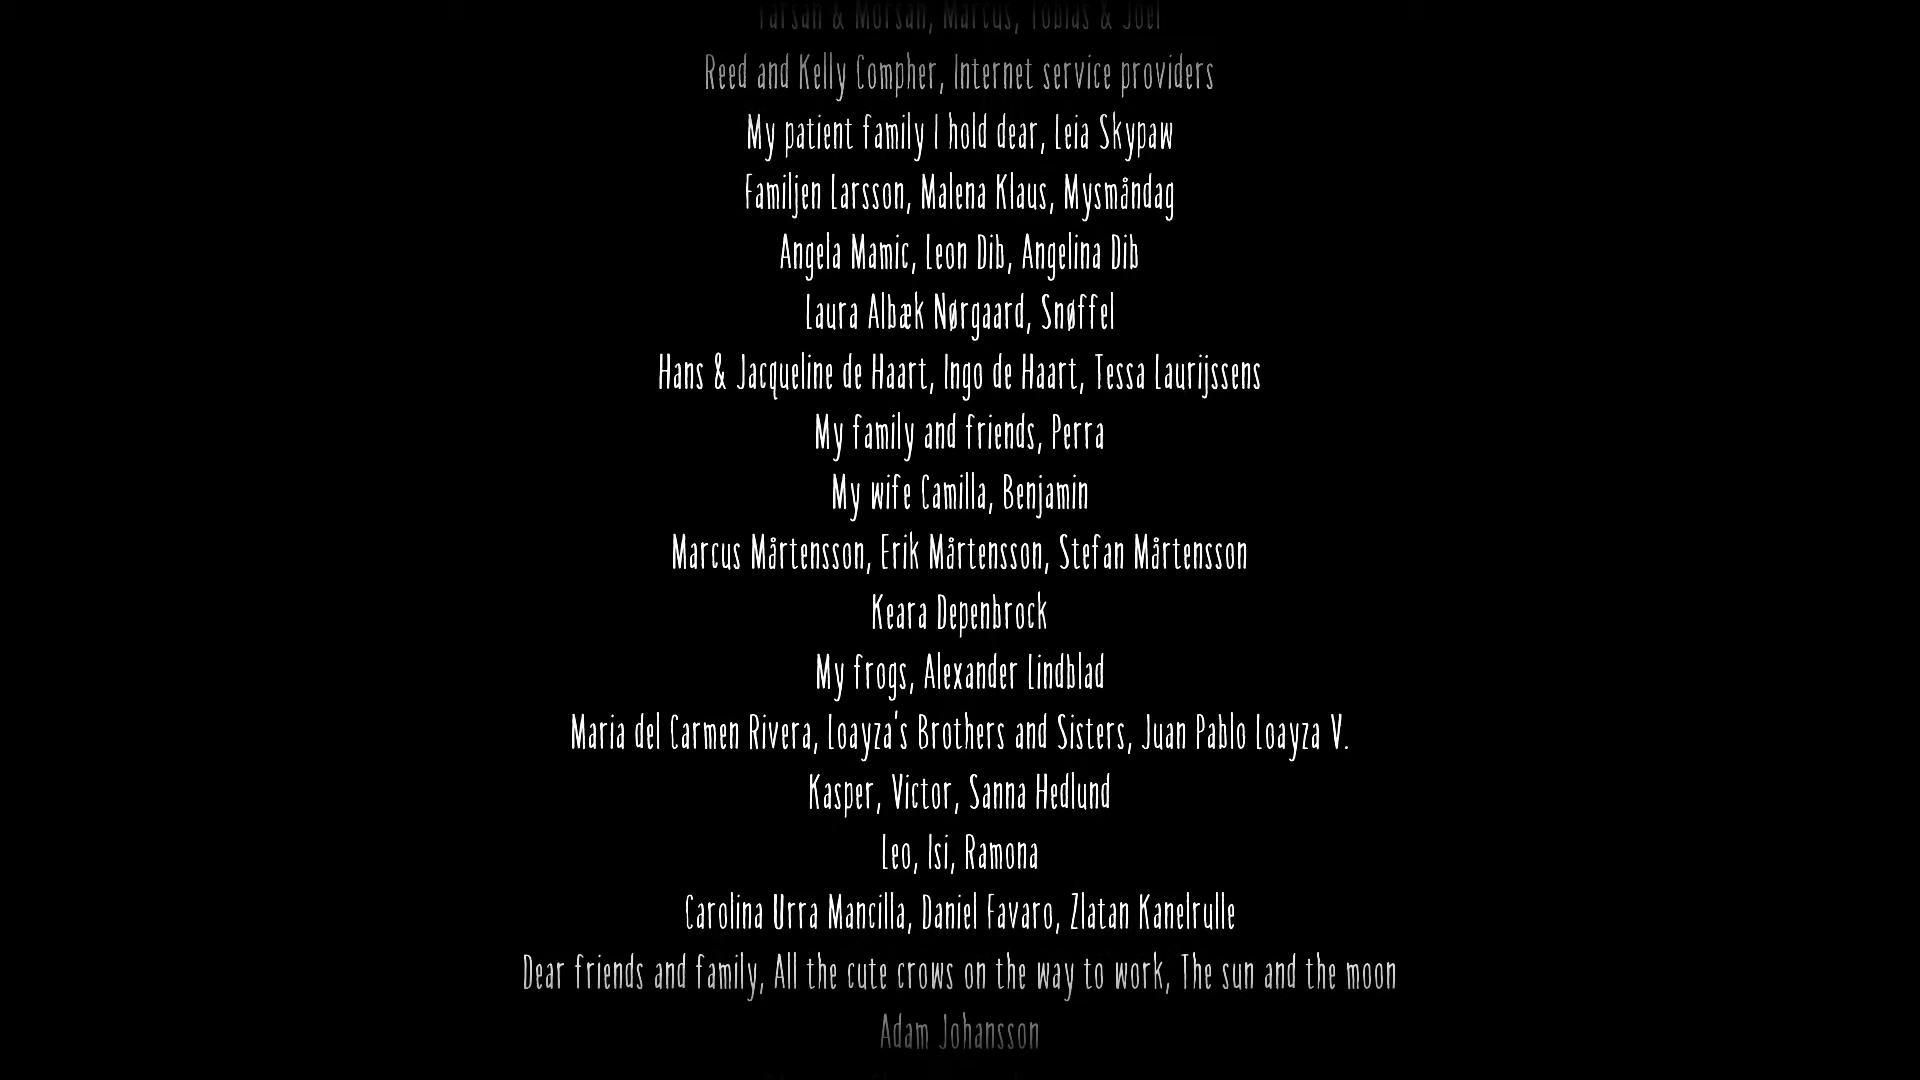 Farsan & Morsan, Marcus, Tobias & Joel
Reed and Kelly Compher, Internet service providers
My patient family I hold dear, Leia Skypaw
Familjen Larsson, Malena Klaus, Mysmåndag
Angela Mamic, Leon Dib, Angelina Dib
Laura Albæk Nørgaard, Snøffel
Hans & Jacqueline de Haart, Ingo de Haart, Tessa Laurijssens
My family and friends, Perra
My wife Camilla, Benjamin
Marcus Mårtensson, Erik Mårtensson, Stefan Mårtensson
Keara Depenbrock
My frogs, Alexander Lindblad
Maria del Carmen Rivera, Loayza's Brothers and Sisters, Juan Pablo Loayza V.
Kasper, Victor, Sanna Hedlund
Leo, Isi, Ramona
Carolina Urra Mancilla, Daniel Favaro, Zlatan Kanelrulle
Dear friends and family, All the cute crows on the way to work, The sun and the moon
Adam Johansson